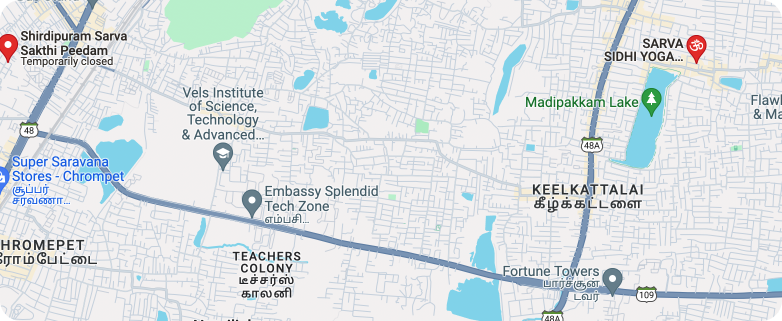 Shirdipuram Sarva
Sakthi Peedam
Temporarily closed
SARVA
SIDHI YOGA...
Vels Institute
of Science,
Technology
& Advanced...
Madipakkam Lake
48
48A
Super Saravana
Stores - Chrompet
சூப்பர்
சரவணா...
Embassy Splendid
Tech Zone
எம்பசி...
KEELKATTALAI
கீழ்க்கட்டளை
HROMEPET
ரோம்பேட்டை
TEACHERS
COLONY
டீச்சர்ஸ்
காலனி
Fortune Towers
பார்ச்சூன்
டவர்
109
48A